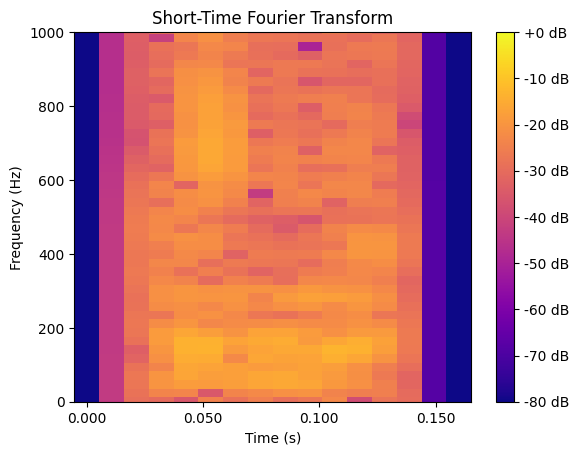 Short-Time Fourier Transform
1000
800
600
400
200
0
Frequency (Hz)
0.000
0.050
0.100
0.150
Time (s)
+0 dB
-10 dB
-20 dB
-30 dB
-40 dB
-50 dB
-60 dB
-70 dB
-80 dB